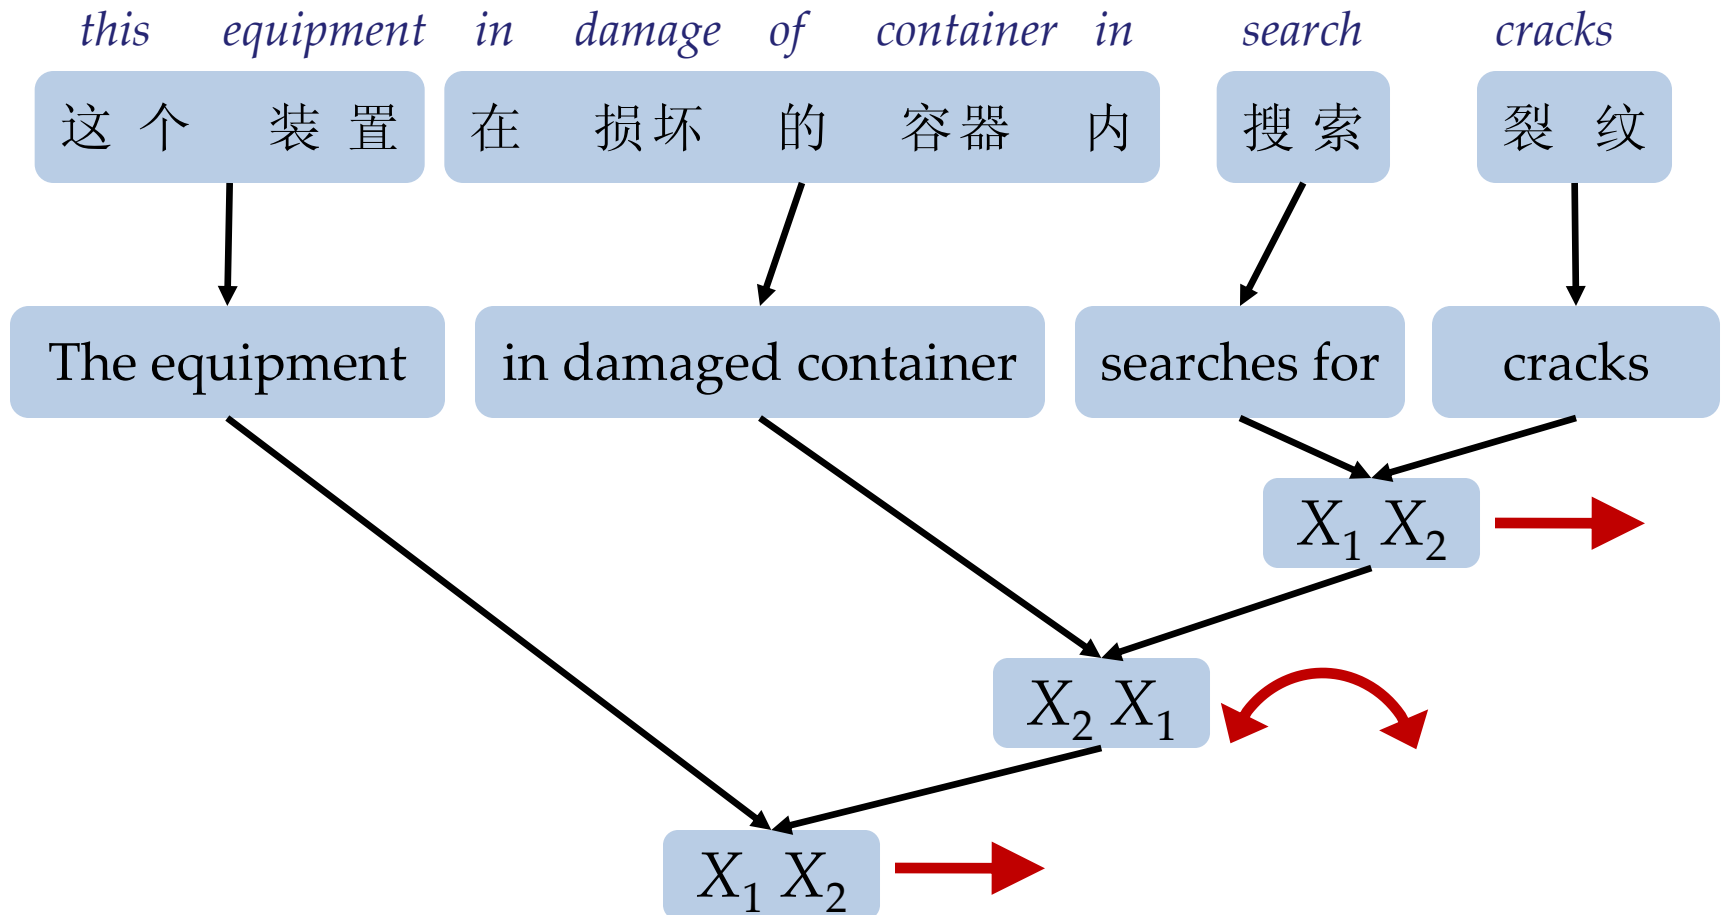 this equipment in damage of container in search cracks
这个 装置 在 损坏 的 容器 内 搜索 裂纹
The equipment in damaged container searches for cracks
X₁ X₂
X₂ X₁
X₁ X₂